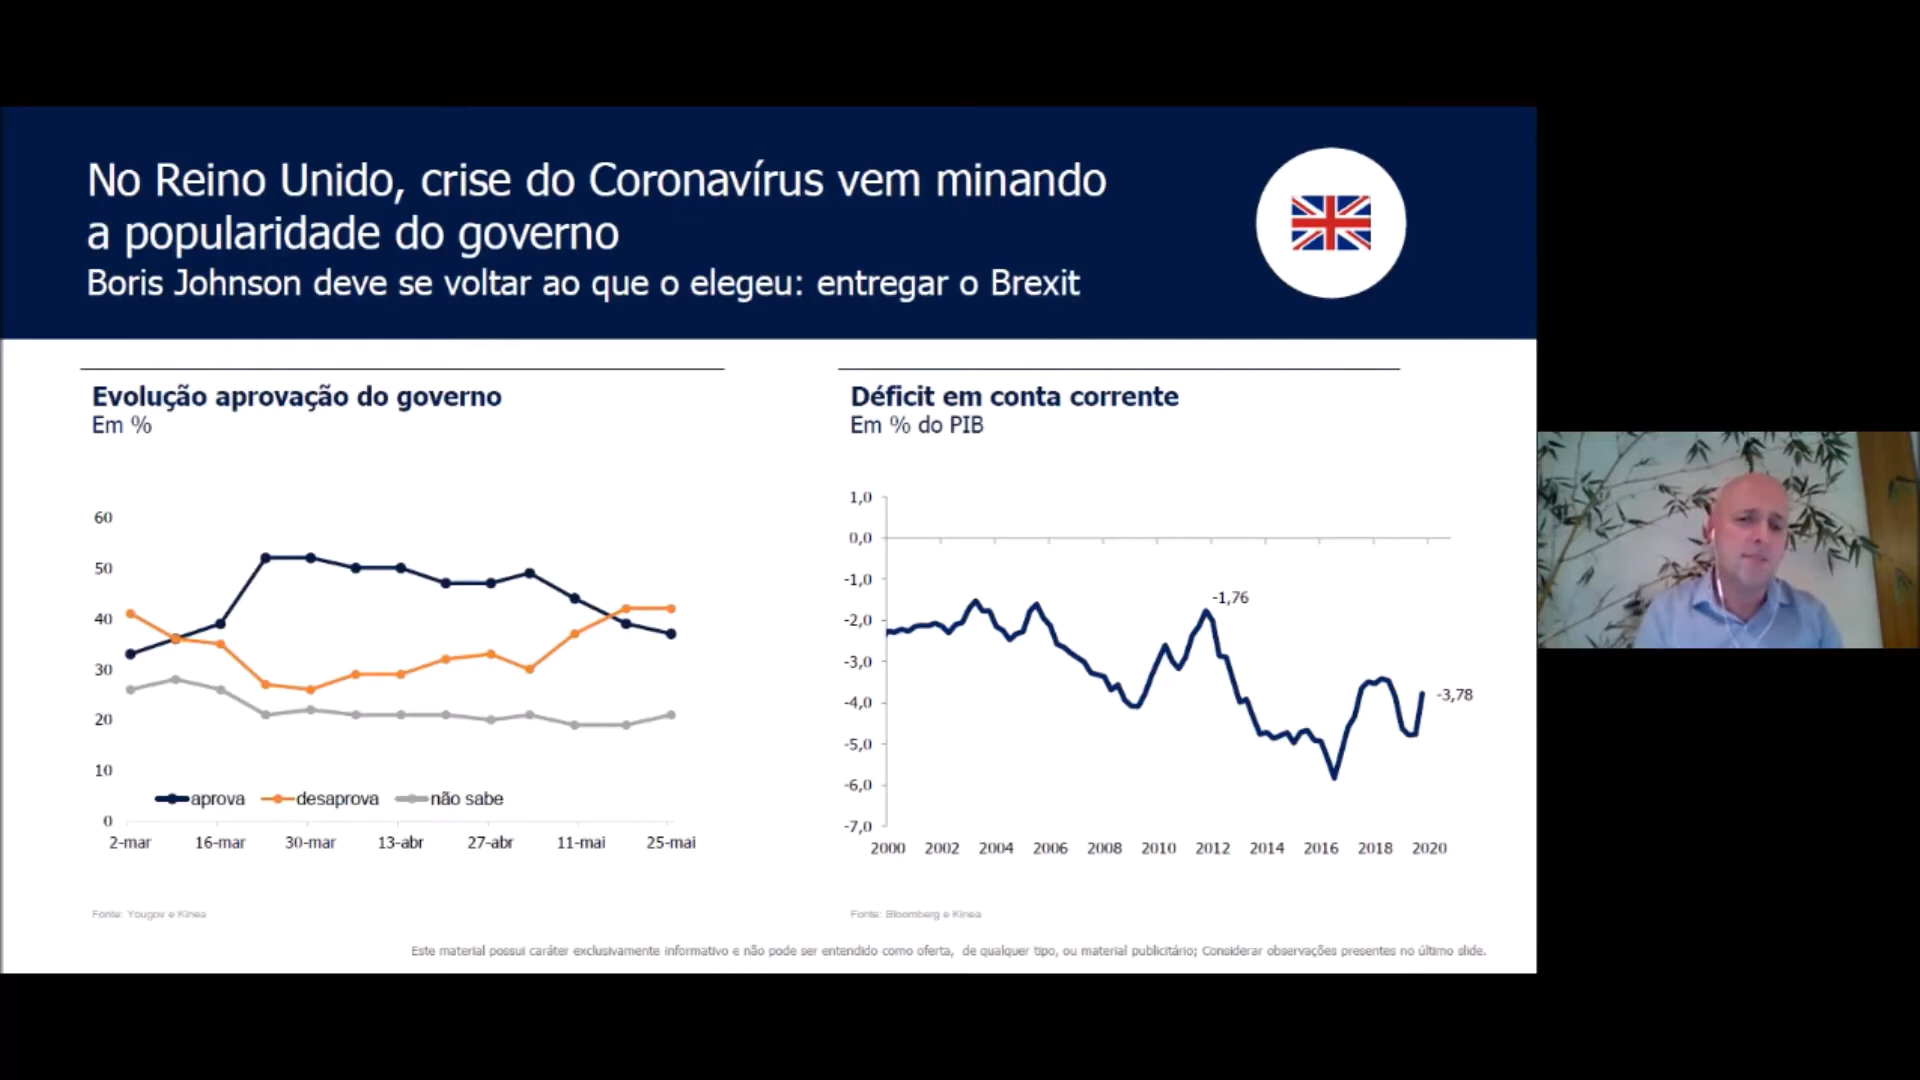 No Reino Unido, crise do Coronavírus vem minando
a popularidade do governo
Boris Johnson deve se voltar ao que o elegeu: entregar o Brexit
Evolução aprovação do governo
Em %
60
50
40
30
20
10
0
aprova desaprova não sabe
2-mar 16-mar 30-mar 13-abr 27-abr 11-mai 25-mai
Fonte: Yougov e Kinea
Déficit em conta corrente
Em % do PIB
1,0
0,0
-1,0
-2,0
-3,0
-4,0
-5,0
-6,0
-7,0
-1,76
-3,78
2000 2002 2004 2006 2008 2010 2012 2014 2016 2018 2020
Fonte: Bloomberg e Kinea
Este material possui caráter exclusivamente informativo e não pode ser entendido como oferta, de qualquer tipo, ou material publicitário; Considerar observações presentes no último slide.